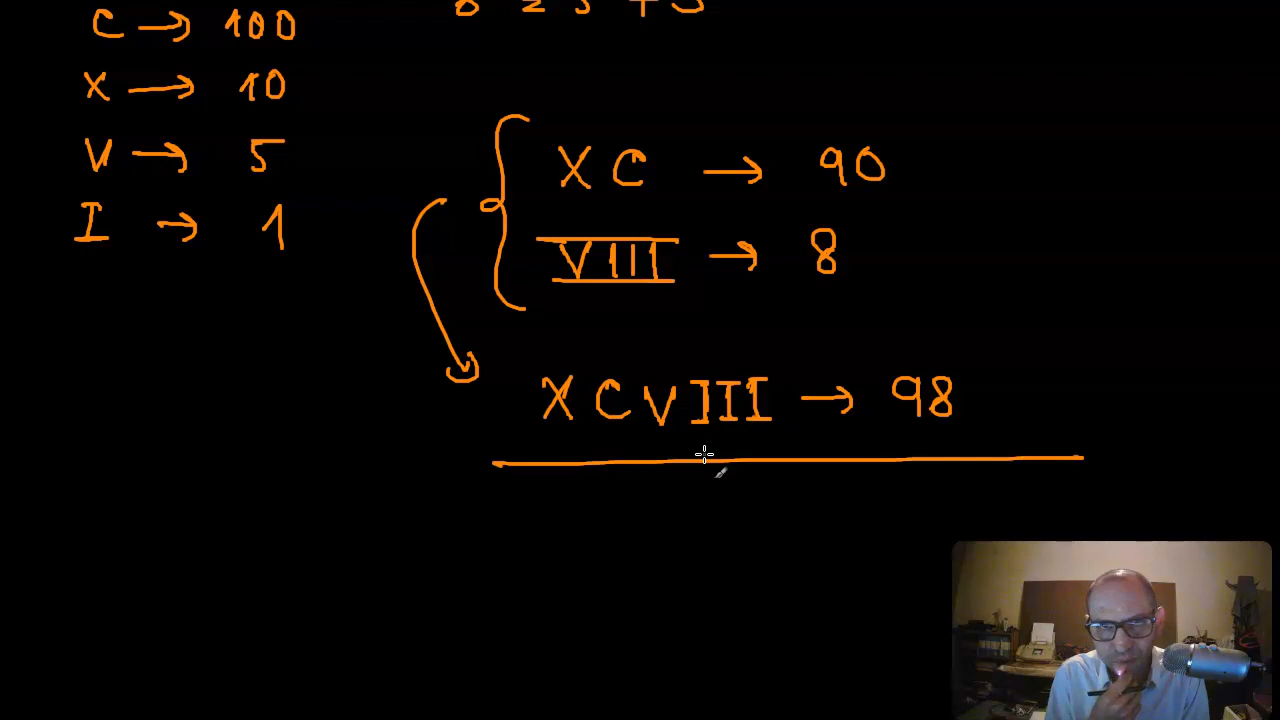 C → 100
X → 10
V → 5
I → 1
XC → 90
VIII → 8
XCVIII → 98